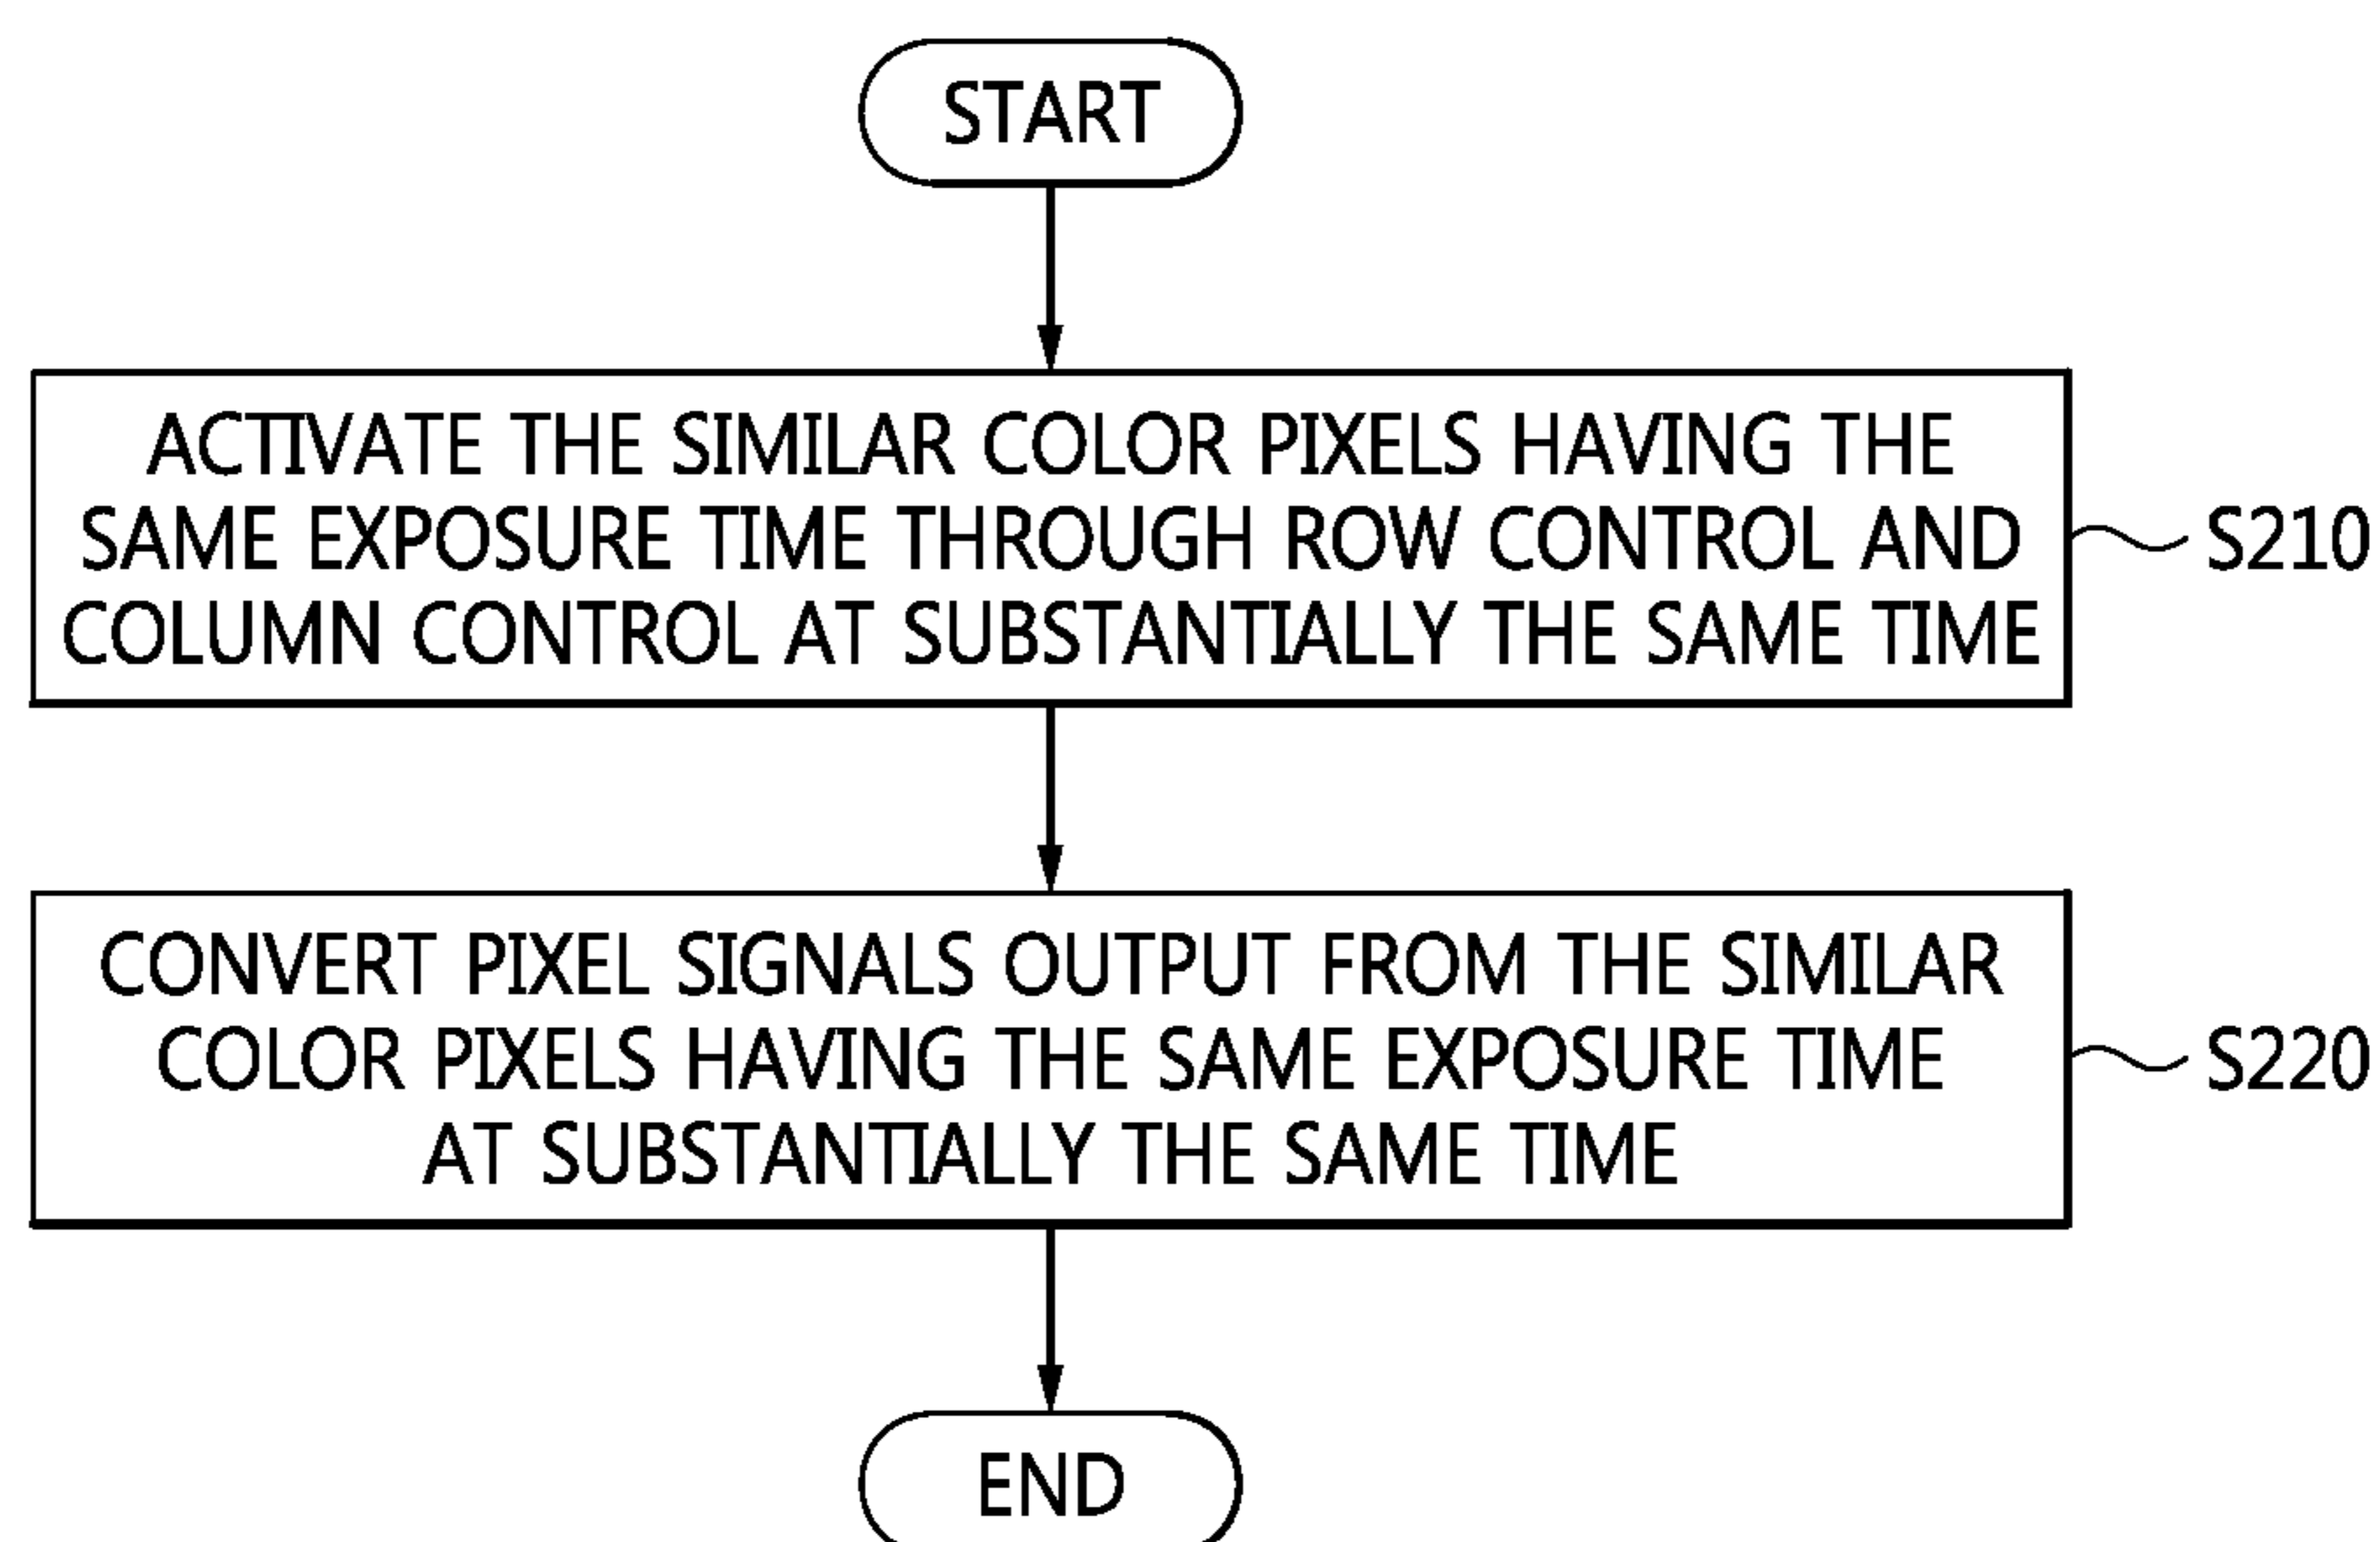 START
ACTIVATE THE SIMILAR COLOR PIXELS HAVING THE
SAME EXPOSURE TIME THROUGH ROW CONTROL AND
COLUMN CONTROL AT SUBSTANTIALLY THE SAME TIME
S210
CONVERT PIXEL SIGNALS OUTPUT FROM THE SIMILAR
COLOR PIXELS HAVING THE SAME EXPOSURE TIME
AT SUBSTANTIALLY THE SAME TIME
S220
END